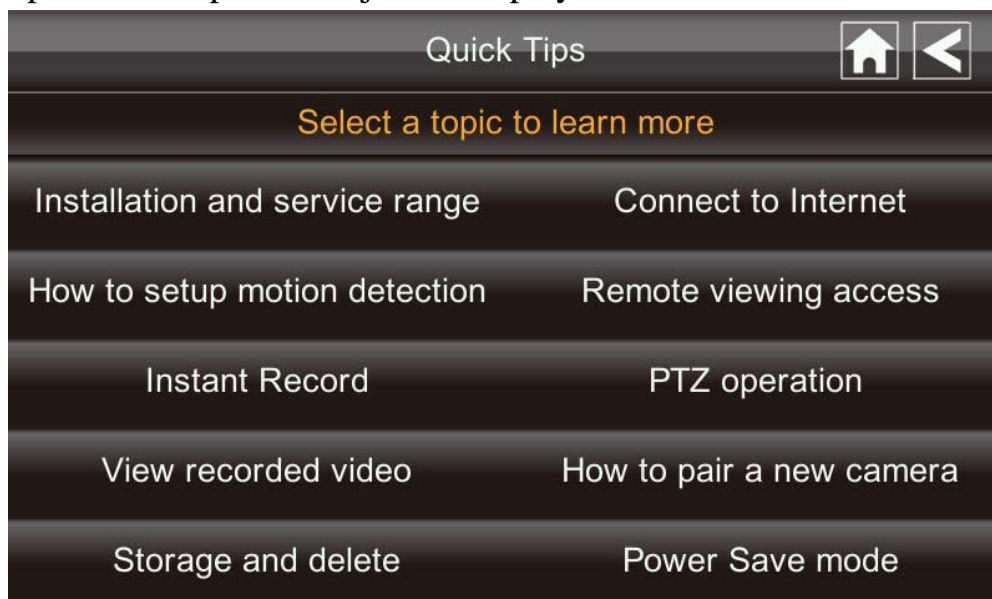 Quick Tips
Select a topic to learn more
Installation and service range Connect to Internet
How to setup motion detection Remote viewing access
Instant Record PTZ operation
View recorded video How to pair a new camera
Storage and delete Power Save mode